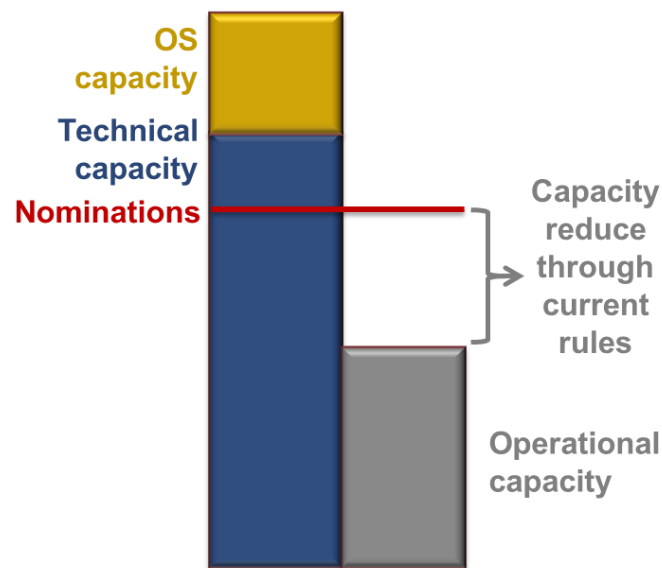 OS
capacity
Technical
capacity
Nominations
Capacity
reduce
through
current
rules
Operational
capacity